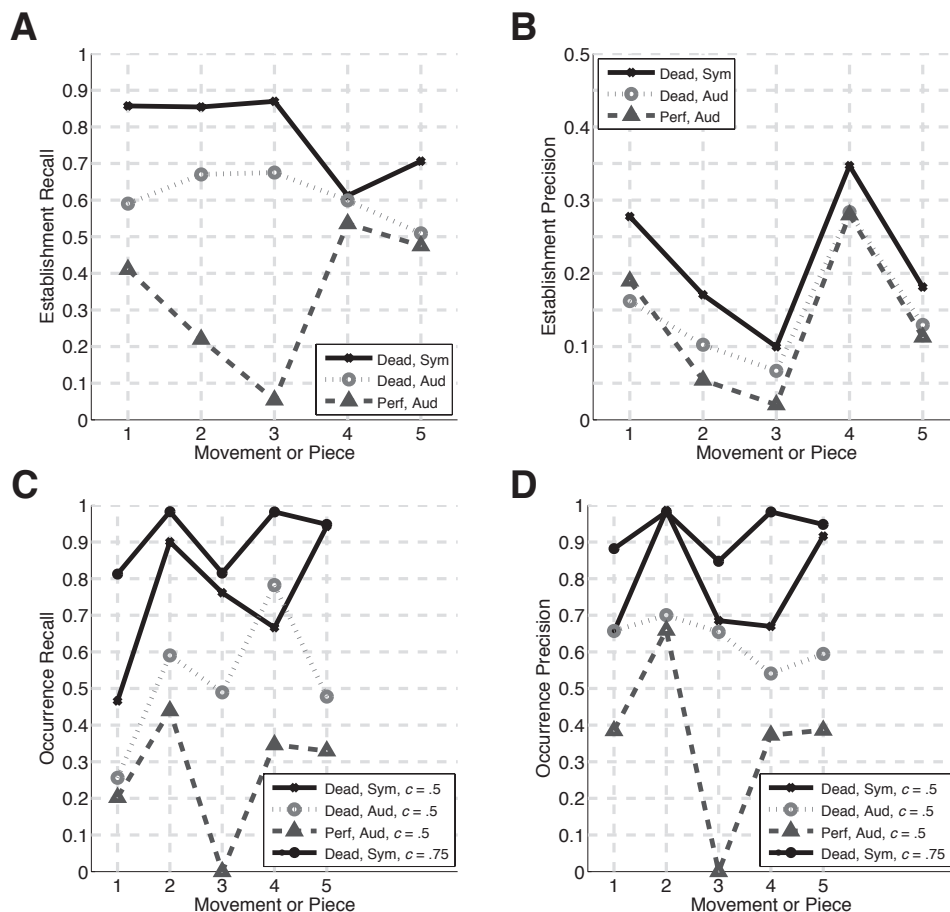 A
1
0.9
0.8
0.7
0.6
0.5
0.4
0.3
0.2
0.1
0
Establishment Recall
Dead, Sym
Dead, Aud
Perf, Aud
1 2 3 4 5
Movement or Piece
B
0.5
0.4
0.3
0.2
0.1
0
Establishment Precision
Dead, Sym
Dead, Aud
Perf, Aud
1 2 3 4 5
Movement or Piece
C
1
0.9
0.8
0.7
0.6
0.5
0.4
0.3
0.2
0.1
0
Occurrence Recall
Dead, Sym, c = .5
Dead, Aud, c = .5
Perf, Aud, c = .5
Dead, Sym, c = .75
1 2 3 4 5
Movement or Piece
D
1
0.9
0.8
0.7
0.6
0.5
0.4
0.3
0.2
0.1
0
Occurrence Precision
Dead, Sym, c = .5
Dead, Aud, c = .5
Perf, Aud, c = .5
Dead, Sym, c = .75
1 2 3 4 5
Movement or Piece